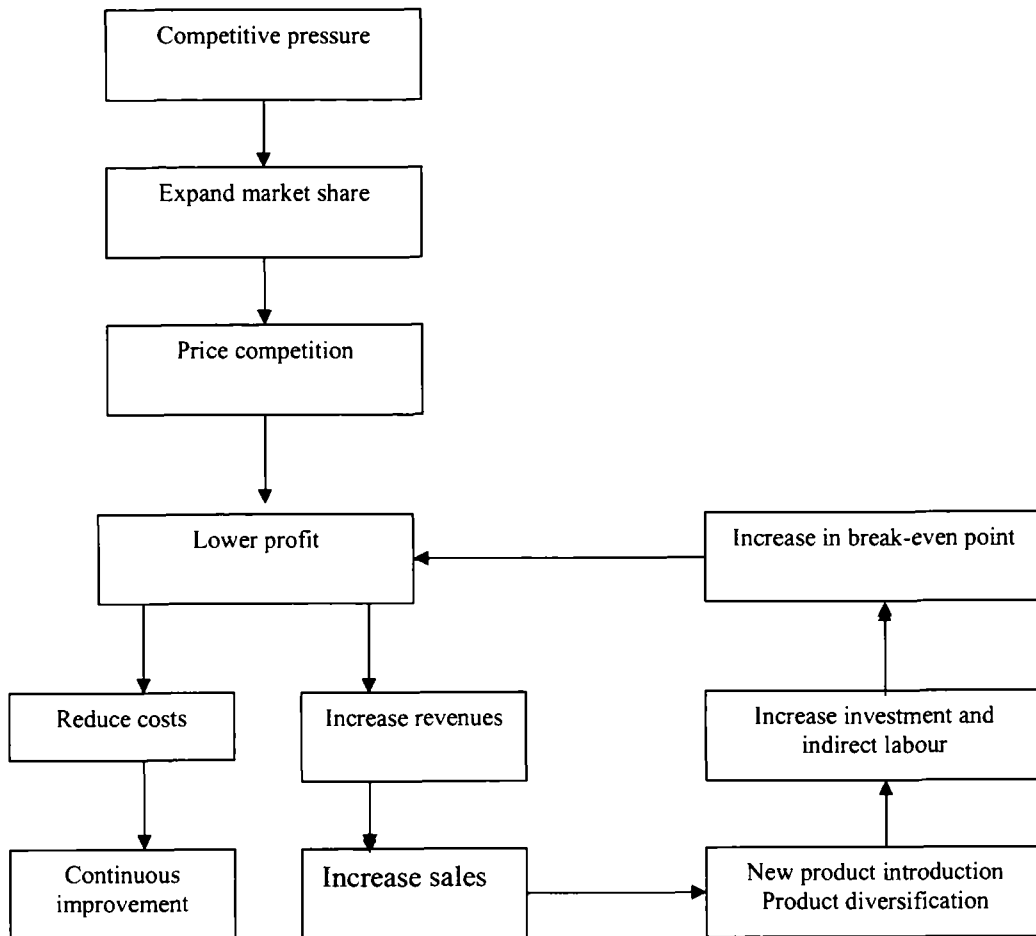 Competitive pressure
Expand market share
Price competition
Lower profit
Increase in break-even point
Reduce costs
Increase revenues
Increase investment and
indirect labour
Continuous
improvement
Increase sales
New product introduction
Product diversification